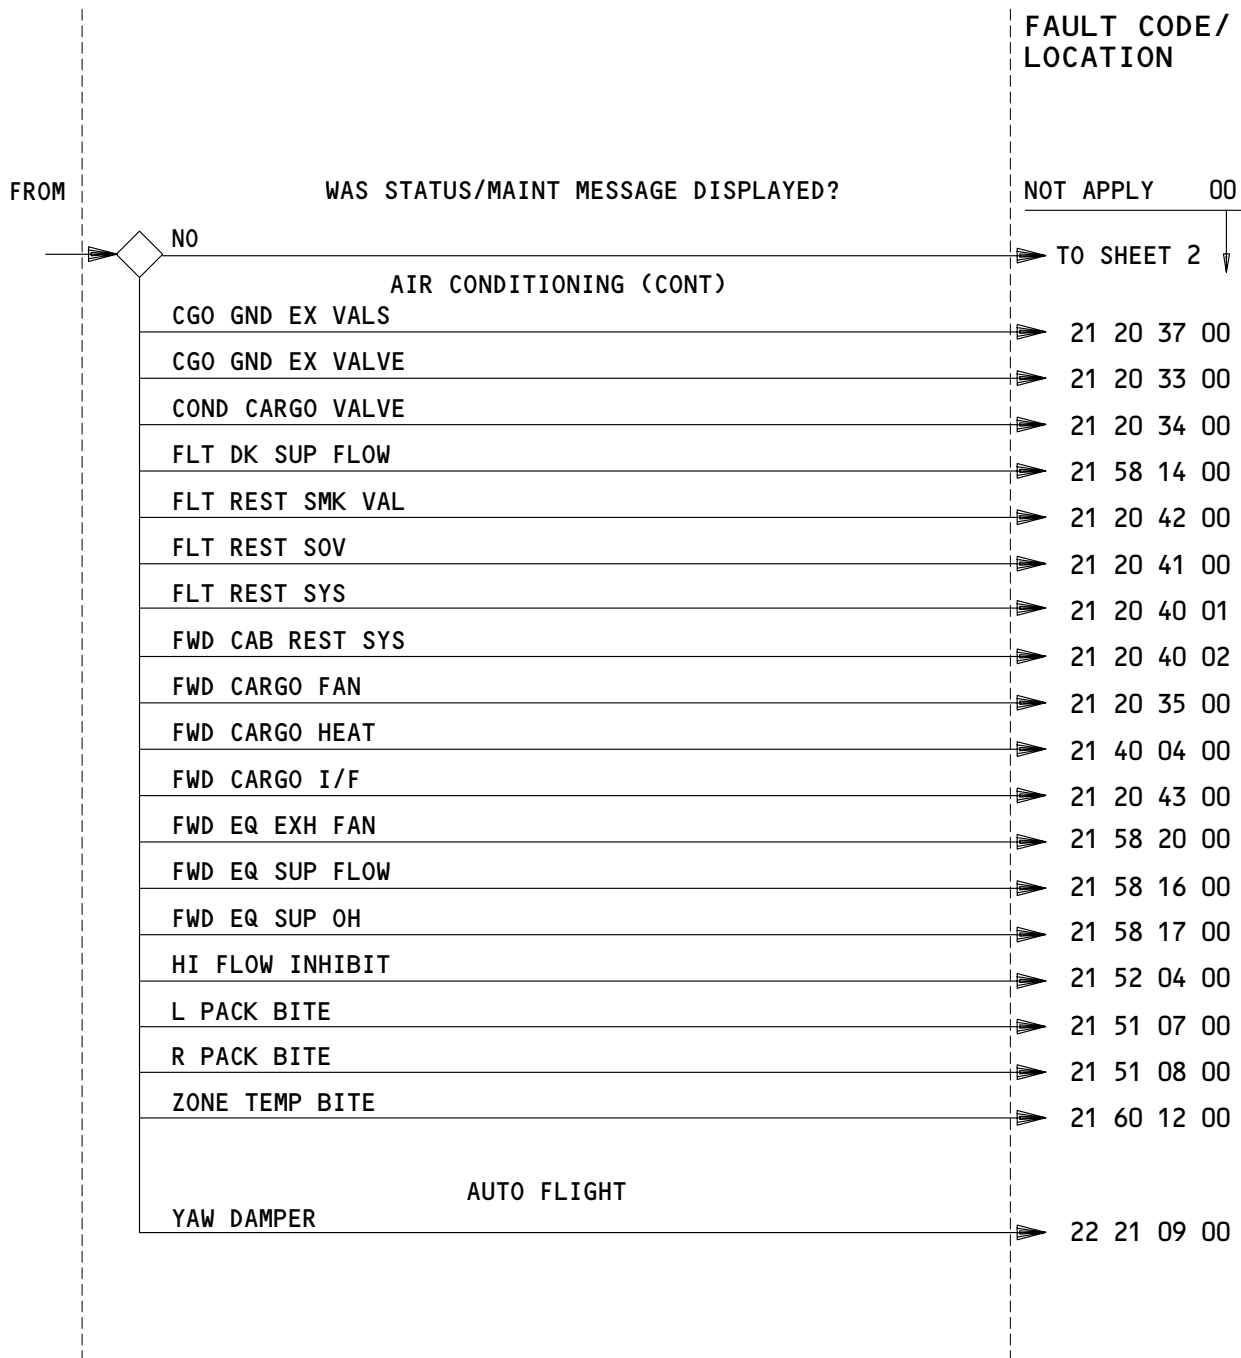 FAULT CODE/
LOCATION
FROM WAS STATUS/MAINT MESSAGE DISPLAYED? NOT APPLY 00
NO TO SHEET 2
AIR CONDITIONING (CONT)
CGO GND EX VALS 21 20 37 00
CGO GND EX VALVE 21 20 33 00
COND CARGO VALVE 21 20 34 00
FLT DK SUP FLOW 21 58 14 00
FLT REST SMK VAL 21 20 42 00
FLT REST SOV 21 20 41 00
FLT REST SYS 21 20 40 01
FWD CAB REST SYS 21 20 40 02
FWD CARGO FAN 21 20 35 00
FWD CARGO HEAT 21 40 04 00
FWD CARGO I/F 21 20 43 00
FWD EQ EXH FAN 21 58 20 00
FWD EQ SUP FLOW 21 58 16 00
FWD EQ SUP OH 21 58 17 00
HI FLOW INHIBIT 21 52 04 00
L PACK BITE 21 51 07 00
R PACK BITE 21 51 08 00
ZONE TEMP BITE 21 60 12 00
AUTO FLIGHT
YAW DAMPER 22 21 09 00